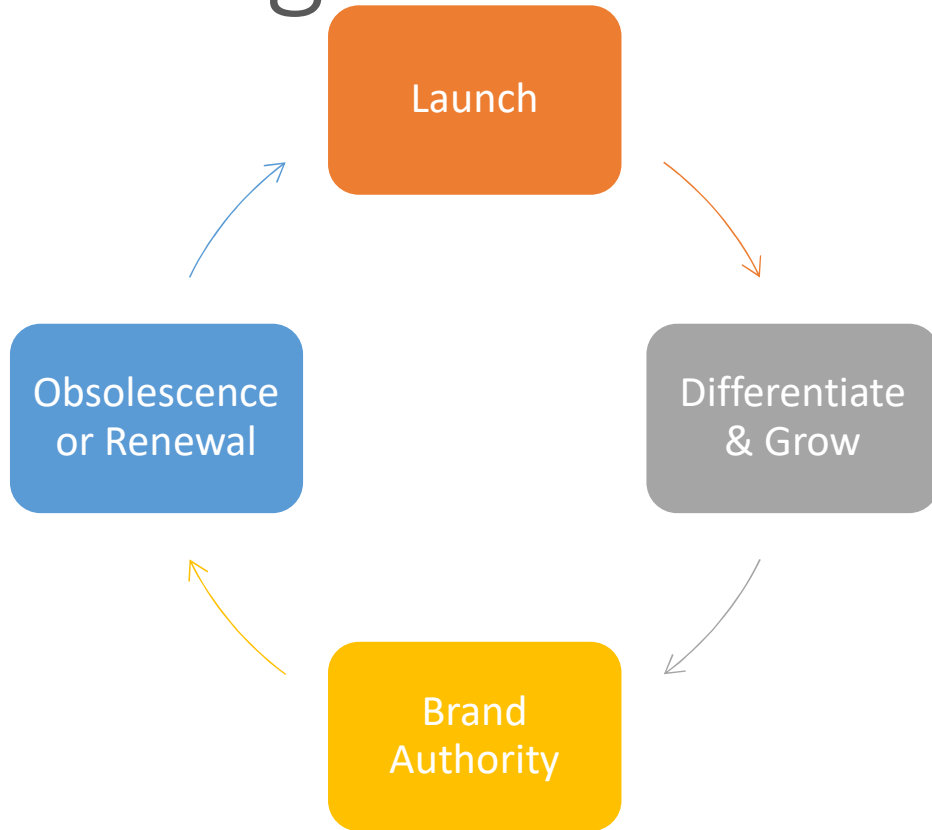 Launch
Differentiate
& Grow
Brand
Authority
Obsolescence
or Renewal